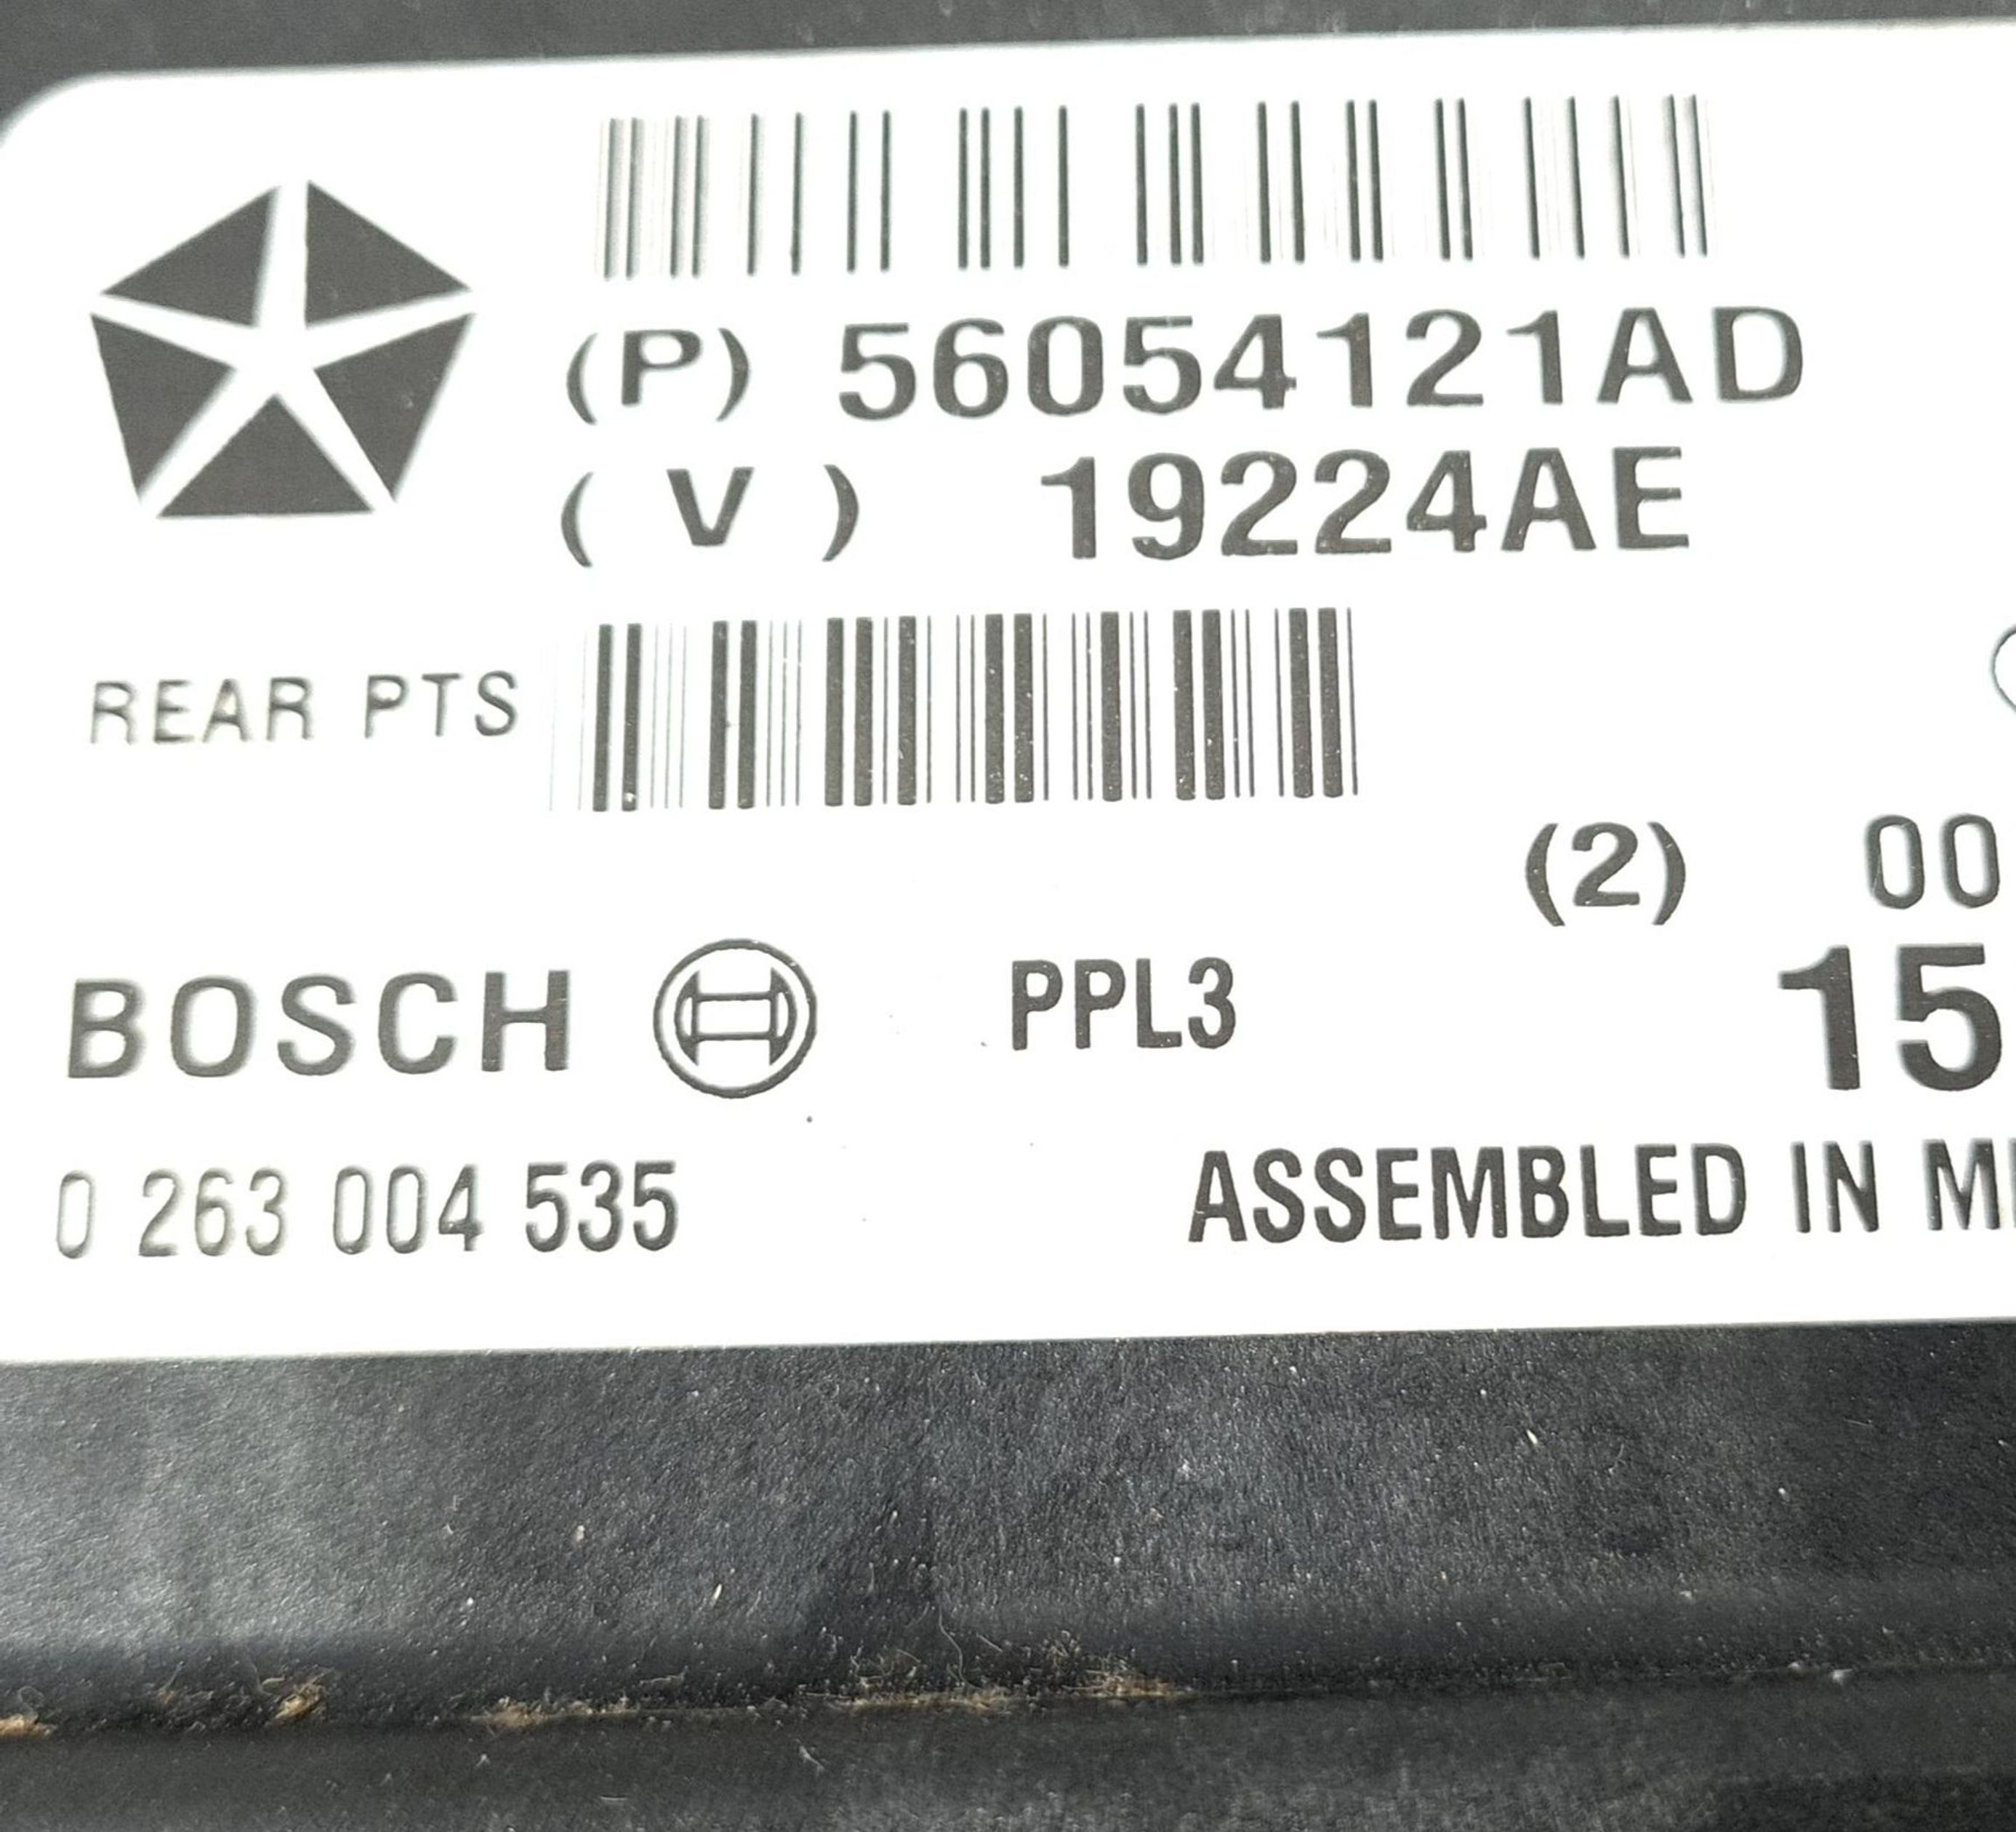 (P) 56054121AD
(V) 19224AE
REAR PTS
(2) 00
BOSCH PPL3
15
0 263 004 535 ASSEMBLED IN